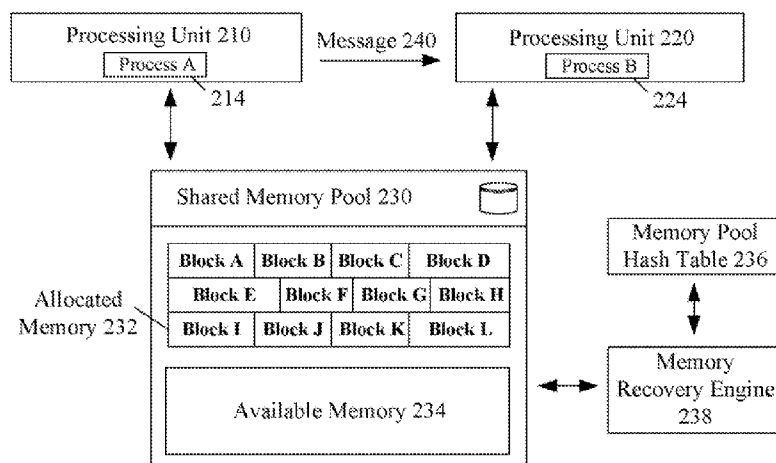 Processing Unit 210
Process A
214
Message 240
Processing Unit 220
Process B
224
Shared Memory Pool 230
Block A Block B Block C Block D
Block E Block F Block G Block H
Block I Block J Block K Block L
Allocated
Memory 232
Available Memory 234
Memory Pool
Hash Table 236
Memory
Recovery Engine
238